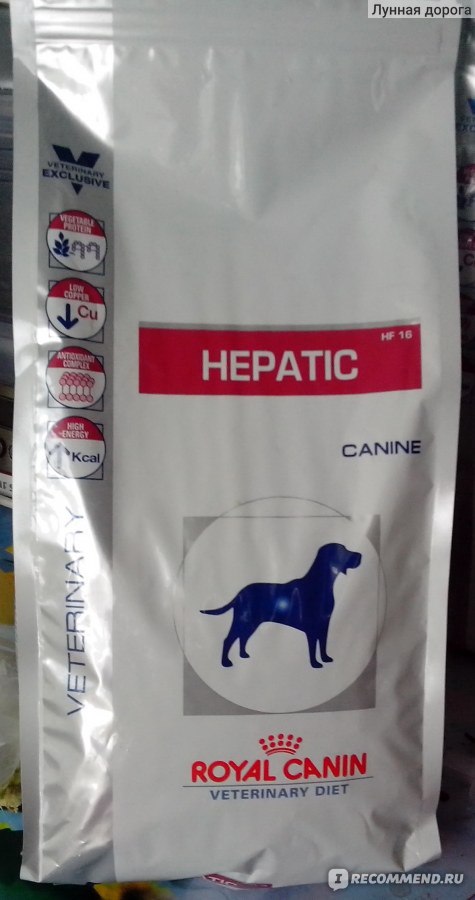 Лунная дорога
VETERINARY
EXCLUSIVE
VEGETABLE
PROTEIN
LOW
COPPER
Cu
ANTIOXIDANT
COMPLEX
HIGH
ENERGY
Kcal
VETERINARY
HF 16
HEPATIC
CANINE
ROYAL CANIN
VETERINARY DIET
TIC
IRECOMMEND.RU